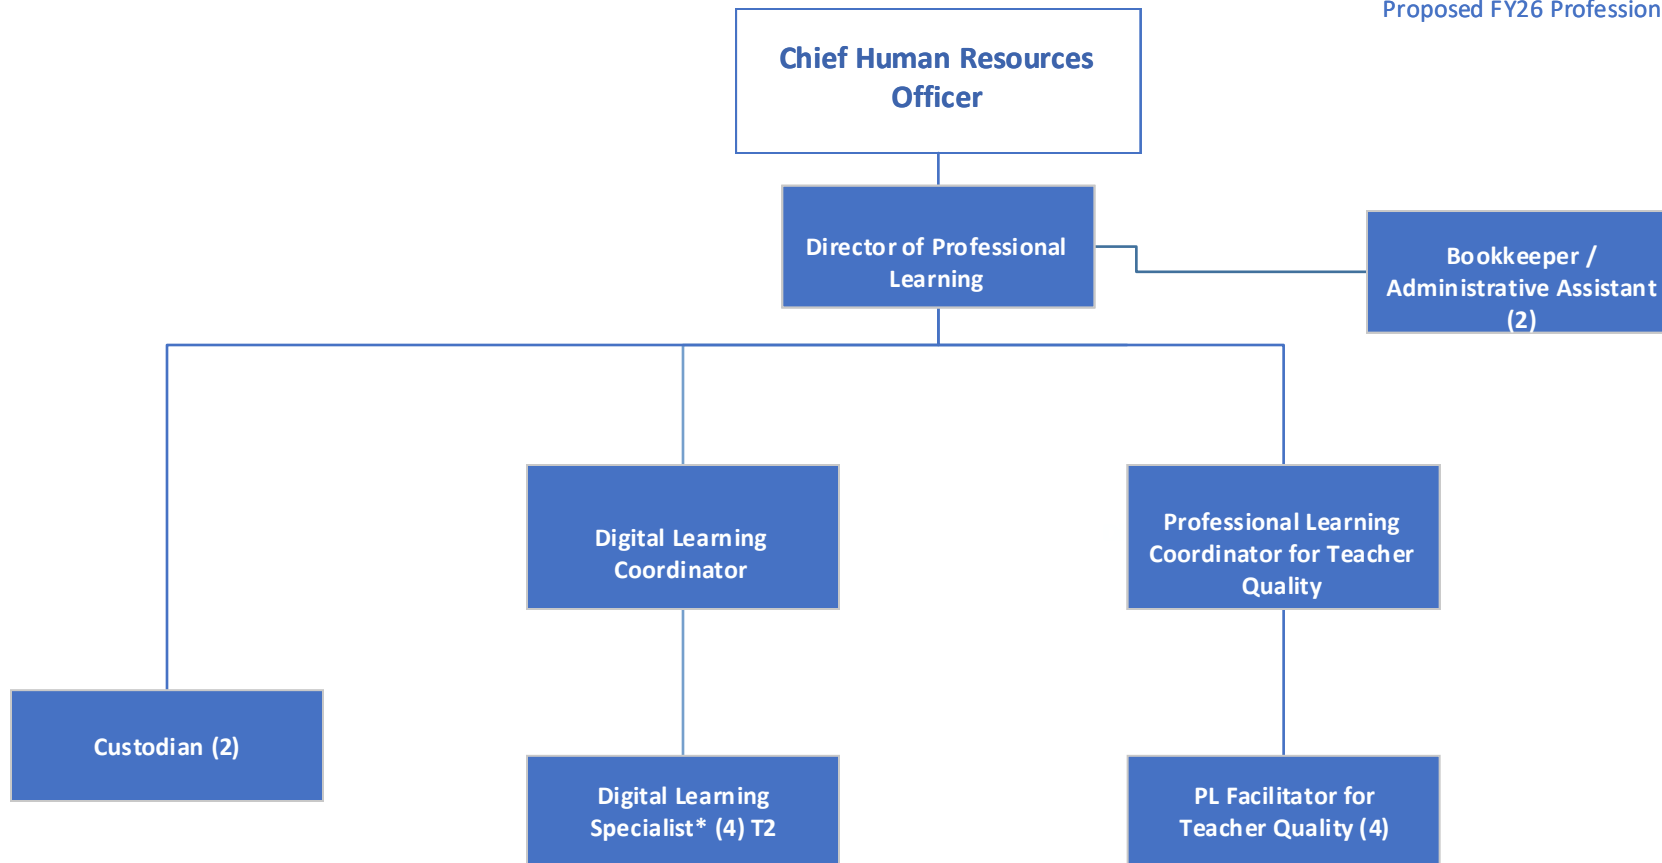 Proposed FY26 Profession
Chief Human Resources
Officer
Director of Professional
Learning
Bookkeeper /
Administrative Assistant
(2)
Digital Learning
Coordinator
Professional Learning
Coordinator for Teacher
Quality
Custodian (2)
Digital Learning
Specialist* (4) T2
PL Facilitator for
Teacher Quality (4)